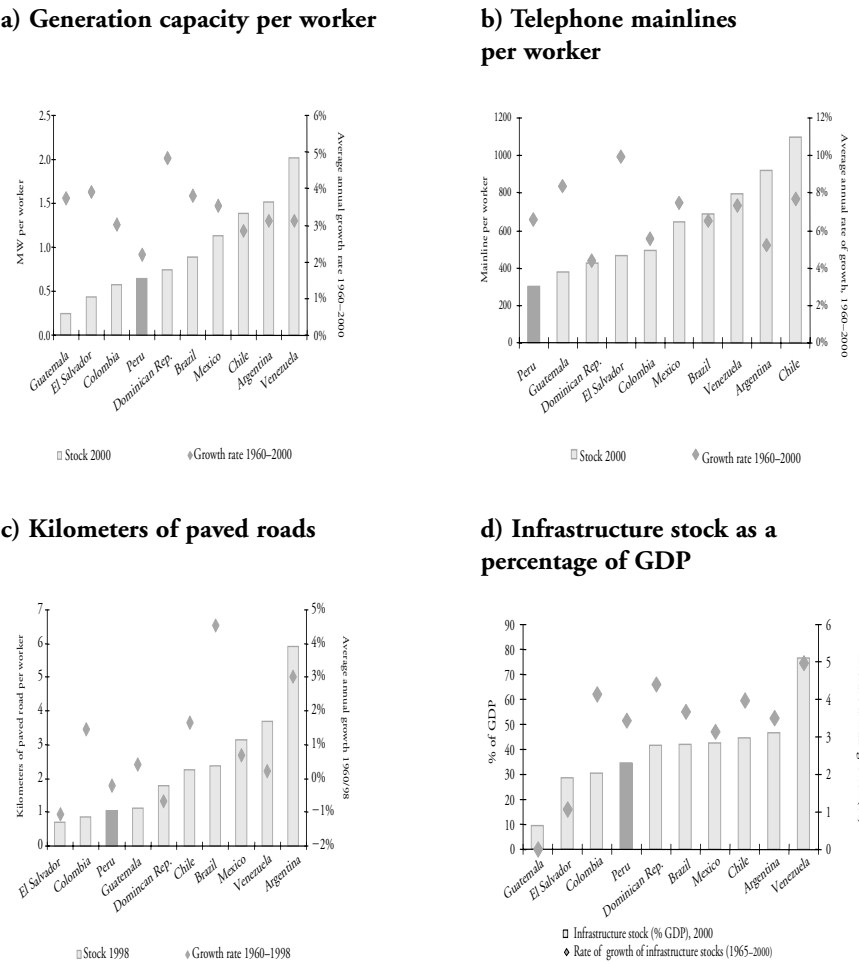 a) Generation capacity per worker
2.5
2.0
1.5
1.0
0.5
0.0
MW per worker
6%
5%
4%
3%
2%
1%
0%
Average annual growth rate 1960–2000
Guatemala
El Salvador
Colombia
Peru
Dominican Rep.
Brazil
Mexico
Chile
Argentina
Venezuela
Stock 2000
Growth rate 1960–2000
b) Telephone mainlines
per worker
1200
1000
800
600
400
200
0
Mainline per worker
12%
10%
8%
6%
4%
2%
0%
Average annual rate of growth, 1960–2000
Peru
Guatemala
Dominican Rep.
El Salvador
Colombia
Mexico
Brazil
Venezuela
Argentina
Chile
Stock 2000
Growth rate 1960–2000
c) Kilometers of paved roads
7
6
5
4
3
2
1
0
Kilometers of paved road per worker
5%
4%
3%
2%
1%
0%
−1%
−2%
Average annual growth 1960/98
El Salvador
Colombia
Peru
Guatemala
Domincan Rep.
Chile
Brazil
Mexico
Venezuela
Argentina
Stock 1998
Growth rate 1960–1998
d) Infrastructure stock as a
percentage of GDP
90
80
70
60
50
40
30
20
10
0
% of GDP
6
5
4
3
2
1
0
Guatemala
El Salvador
Colombia
Peru
Dominican Rep.
Brazil
Mexico
Chile
Argentina
Venezuela
Infrastructure stock (% GDP), 2000
Rate of growth of infrastructure stocks (1965–2000)